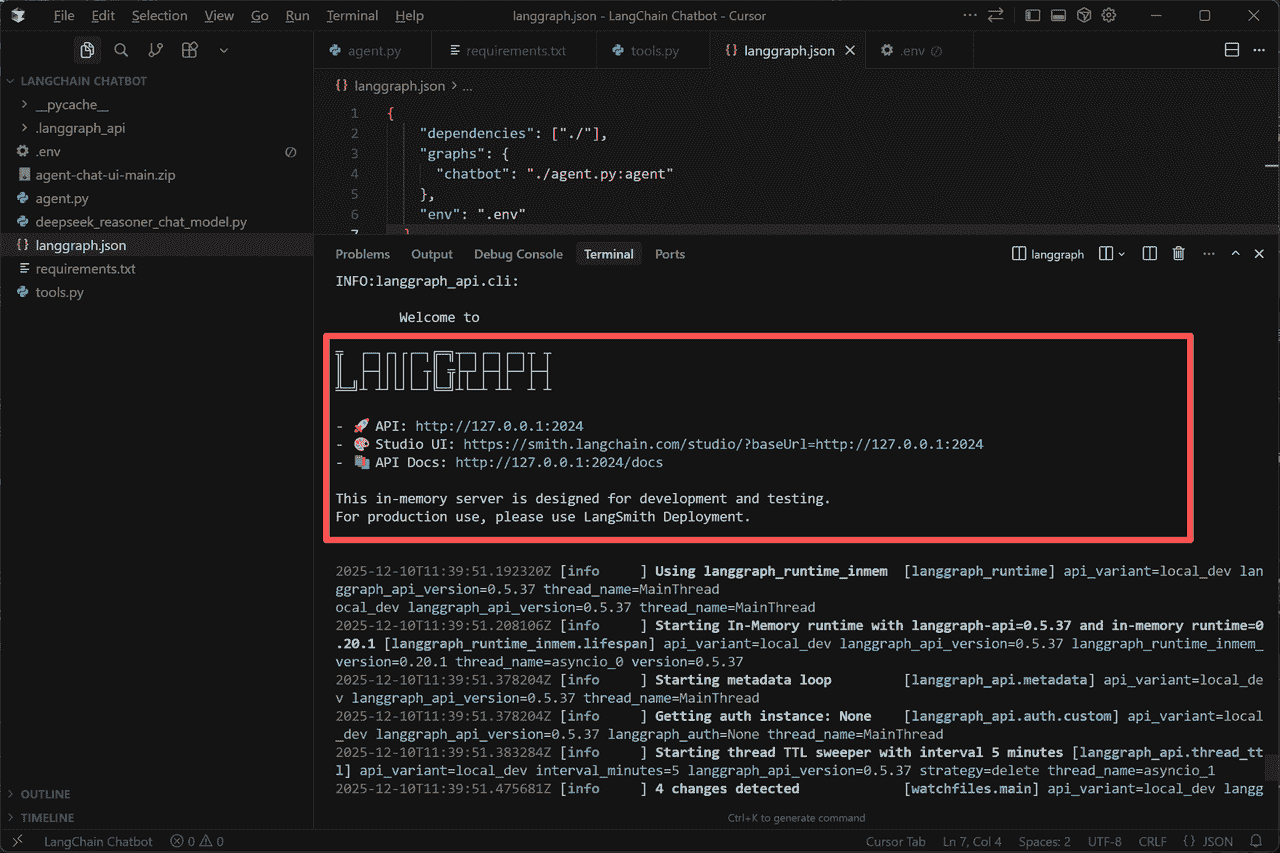 File Edit Selection View Go Run Terminal Help
langgraph.json - LangChain Chatbot - Cursor
LANGCHAIN CHATBOT
__pycache__
.langgraph_api
.env
agent-chat-ui-main.zip
agent.py
deepseek_reasoner_chat_model.py
langgraph.json
requirements.txt
tools.py
OUTLINE
TIMELINE
agent.py
requirements.txt
tools.py
langgraph.json
.env
langgraph.json > ...
1 {
2 "dependencies": ["./"],
3 "graphs": {
4 "chatbot": "./agent.py:agent"
5 },
6 "env": ".env"
7 }
Problems Output Debug Console Terminal Ports
langgraph
INFO:langgraph_api.cli:
Welcome to
LANGGRAPH
- 🚀 API: http://127.0.0.1:2024
- 🎨 Studio UI: https://smith.langchain.com/studio/?baseUrl=http://127.0.0.1:2024
- 📚 API Docs: http://127.0.0.1:2024/docs
This in-memory server is designed for development and testing.
For production use, please use LangSmith Deployment.
2025-12-10T11:39:51.192320Z [info     ] Using langgraph_runtime_inmem  [langgraph_runtime] api_variant=local_dev lan
ggraph_api_version=0.5.37 thread_name=MainThread
ocal_dev langgraph_api_version=0.5.37 thread_name=MainThread
2025-12-10T11:39:51.208106Z [info     ] Starting In-Memory runtime with langgraph-api=0.5.37 and in-memory runtime=0
.20.1 [langgraph_runtime_inmem.lifespan] api_variant=local_dev langgraph_api_version=0.5.37 langgraph_runtime_inmem_
version=0.20.1 thread_name=asyncio_0 version=0.5.37
2025-12-10T11:39:51.378204Z [info     ] Starting metadata loop         [langgraph_api.metadata] api_variant=local_de
v langgraph_api_version=0.5.37 thread_name=MainThread
2025-12-10T11:39:51.378204Z [info     ] Getting auth instance: None    [langgraph_api.auth.custom] api_variant=local
_dev langgraph_api_version=0.5.37 langgraph_auth=None thread_name=MainThread
2025-12-10T11:39:51.383284Z [info     ] Starting thread TTL sweeper with interval 5 minutes [langgraph_api.thread_tt
l] api_variant=local_dev interval_minutes=5 langgraph_api_version=0.5.37 strategy=delete thread_name=asyncio_1
2025-12-10T11:39:51.475681Z [info     ] 4 changes detected             [watchfiles.main] api_variant=local_dev langg
Ctrl+K to generate command
LangChain Chatbot 0 0
Cursor Tab Ln 7, Col 4 Spaces: 2 UTF-8 CRLF {} JSON